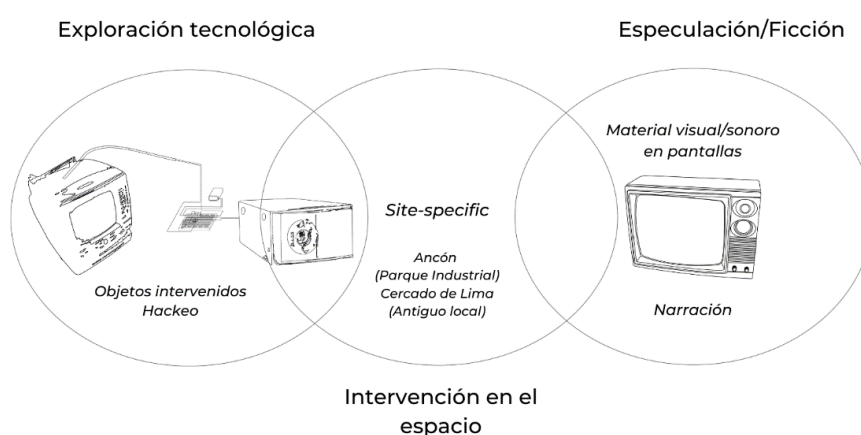 Exploración tecnológica
Especulación/Ficción
Objetos intervenidos
Hackeo
Site-specific
Ancón
(Parque Industrial)
Cercado de Lima
(Antiguo local)
Material visual/sonoro
en pantallas
Narración
Intervención en el
espacio